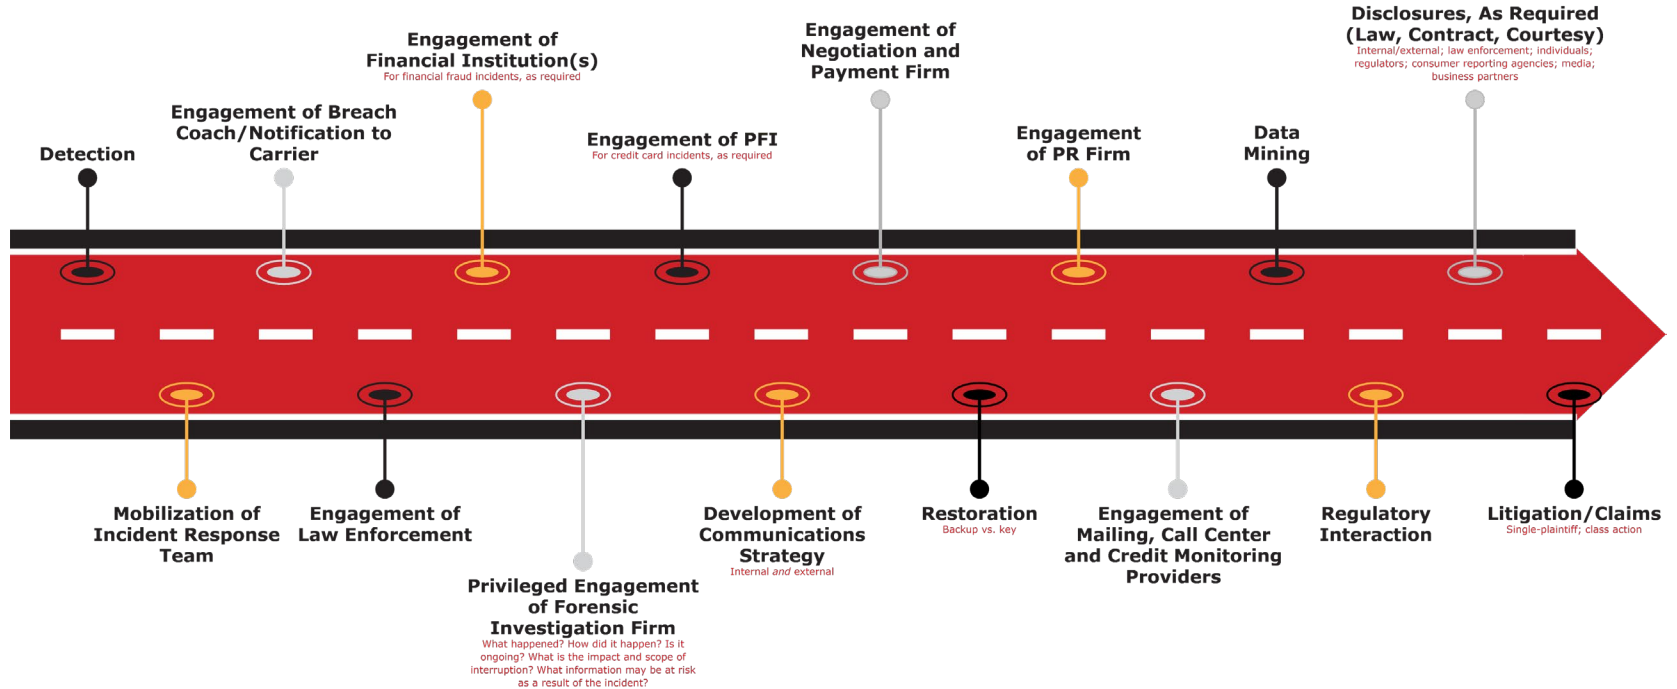 Detection
Engagement of Breach
Coach/Notification to
Carrier
Engagement of
Financial Institution(s)
For financial fraud incidents, as required
Engagement of PFI
For credit card incidents, as required
Engagement of
Negotiation and
Payment Firm
Engagement
of PR Firm
Data
Mining
Disclosures, As Required
(Law, Contract, Courtesy)
Internal/external; law enforcement; individuals;
regulators; consumer reporting agencies; media;
business partners
Mobilization of
Incident Response
Team
Engagement of
Law Enforcement
Privileged Engagement
of Forensic
Investigation Firm
What happened? How did it happen? Is it
ongoing? What is the impact and scope of
interruption? What information may be at risk
as a result of the incident?
Development of
Communications
Strategy
Internal and external
Restoration
Backup vs. key
Engagement of
Mailing, Call Center
and Credit Monitoring
Providers
Regulatory
Interaction
Litigation/Claims
Single-plaintiff; class action